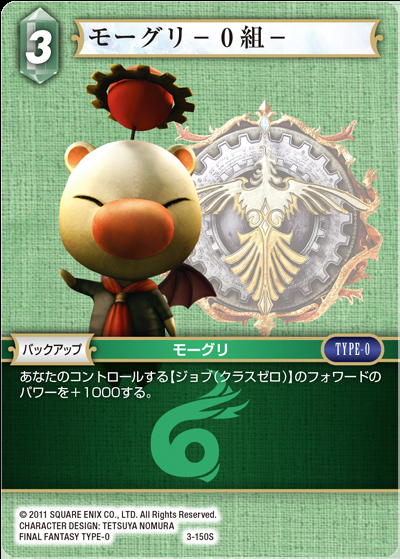 3
モーグリ－0組－
バックアップ
モーグリ
TYPE-0
あなたのコントロールする【ジョブ(クラスゼロ)】のフォワードの
パワーを＋1000する。
© 2011 SQUARE ENIX CO., LTD. All Rights Reserved.
CHARACTER DESIGN: TETSUYA NOMURA
FINAL FANTASY TYPE-0
3-150S